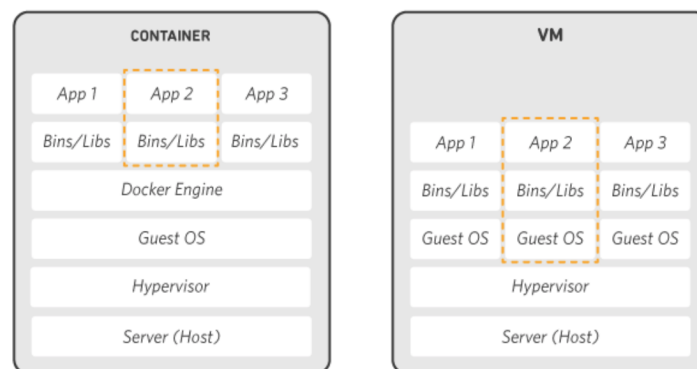 CONTAINER
App 1 App 2 App 3
Bins/Libs Bins/Libs Bins/Libs
Docker Engine
Guest OS
Hypervisor
Server (Host)
VM
App 1 App 2 App 3
Bins/Libs Bins/Libs Bins/Libs
Guest OS Guest OS Guest OS
Hypervisor
Server (Host)